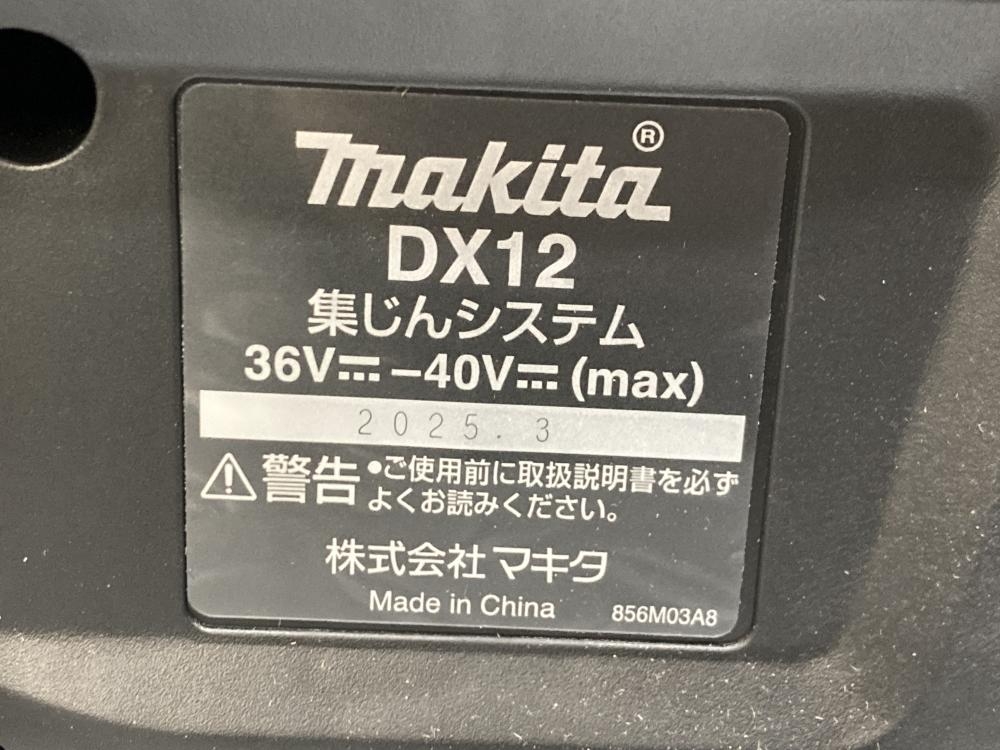 makita®
DX12
集じんシステム
36V⎓-40V⎓(max)
2025.3
⚠警告 •ご使用前に取扱説明書を必ず
よくお読みください。
株式会社マキタ
Made in China 856M03A8